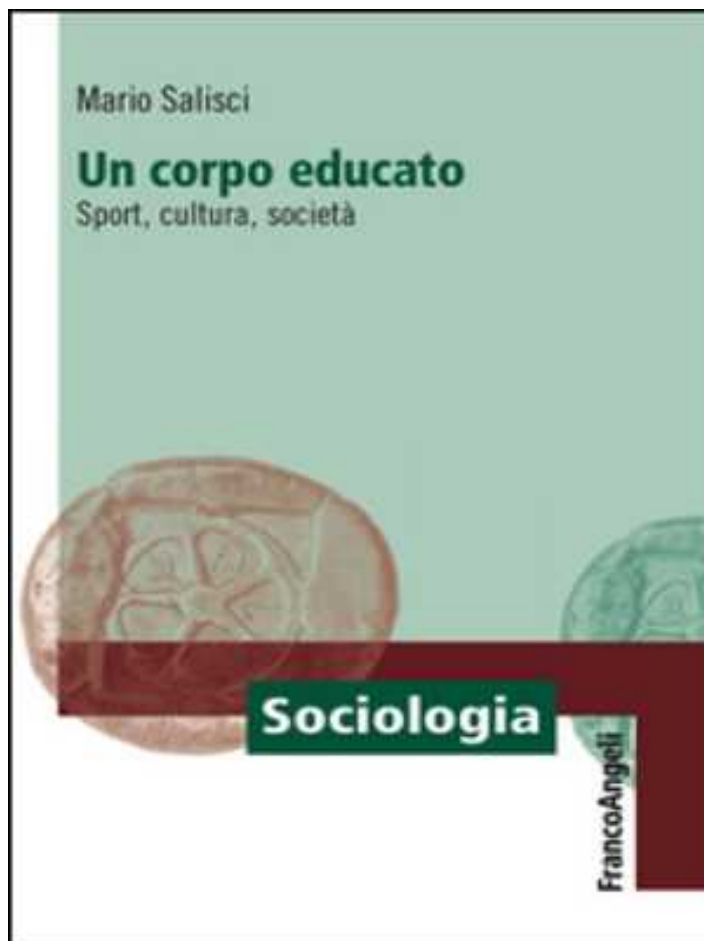 Mario Salisci
Un corpo educato
Sport, cultura, società
Sociologia
FrancoAngeli